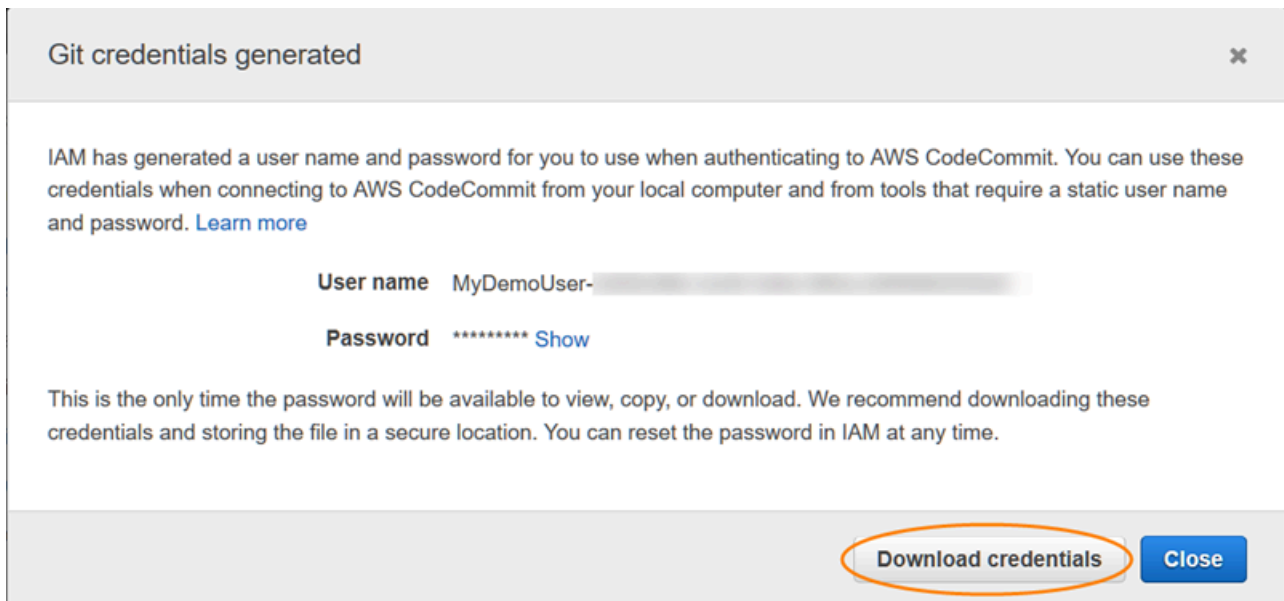 Git credentials generated
IAM has generated a user name and password for you to use when authenticating to AWS CodeCommit. You can use these
credentials when connecting to AWS CodeCommit from your local computer and from tools that require a static user name
and password. Learn more
User name MyDemoUser-
Password ********* Show
This is the only time the password will be available to view, copy, or download. We recommend downloading these
credentials and storing the file in a secure location. You can reset the password in IAM at any time.
Download credentials Close